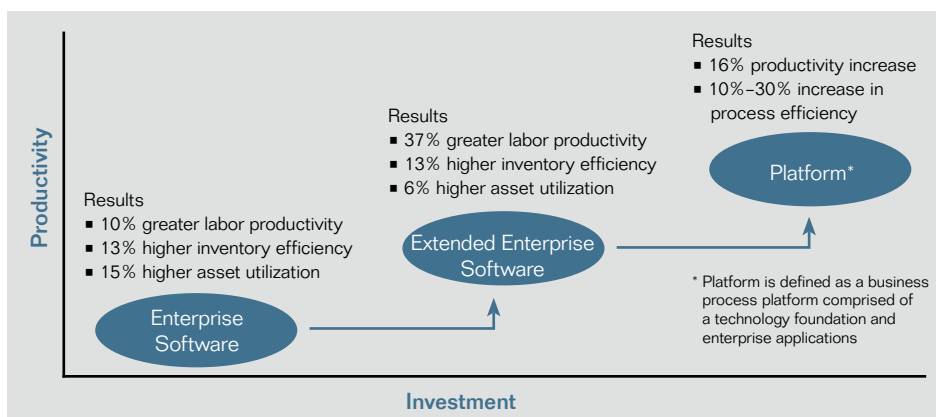 Productivity
Results
▪ 10% greater labor productivity
▪ 13% higher inventory efficiency
▪ 15% higher asset utilization
Enterprise
Software
Results
▪ 37% greater labor productivity
▪ 13% higher inventory efficiency
▪ 6% higher asset utilization
Extended Enterprise
Software
Results
▪ 16% productivity increase
▪ 10%–30% increase in
process efficiency
Platform*
* Platform is defined as a business
process platform comprised of
a technology foundation and
enterprise applications
Investment